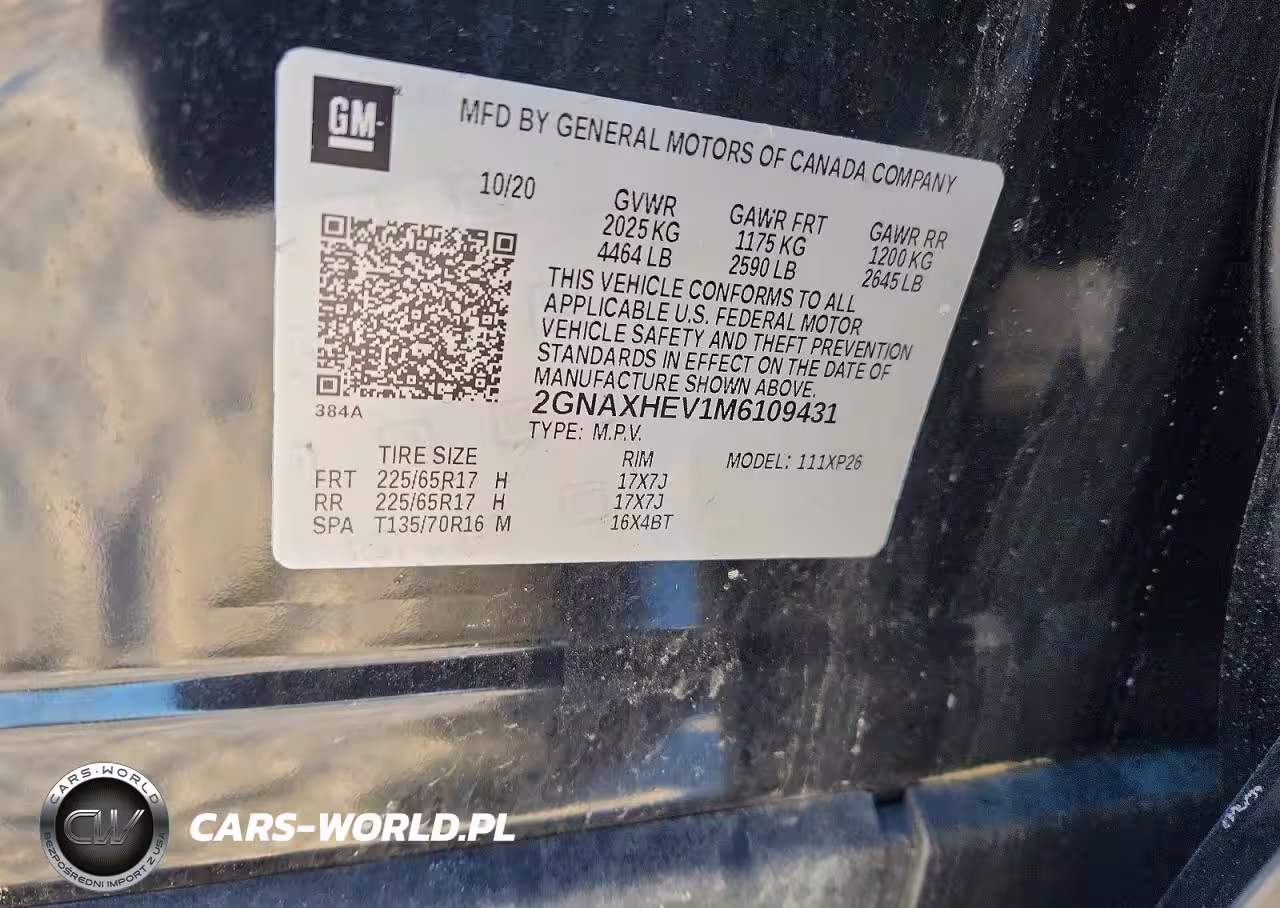 GM
MFD BY GENERAL MOTORS OF CANADA COMPANY
10/20
GVWR
2025 KG
4464 LB
GAWR FRT
1175 KG
2590 LB
GAWR RR
1200 KG
2645 LB
THIS VEHICLE CONFORMS TO ALL
APPLICABLE U.S. FEDERAL MOTOR
VEHICLE SAFETY AND THEFT PREVENTION
STANDARDS IN EFFECT ON THE DATE OF
MANUFACTURE SHOWN ABOVE.
2GNAXHEV1M6109431
384A
TYPE: M.P.V.
TIRE SIZE RIM MODEL: 111XP26
FRT 225/65R17 H 17X7J
RR 225/65R17 H 17X7J
SPA T135/70R16 M 16X4BT
CARS-WORLD
CW
BEZPOŚREDNI IMPORT Z USA
CARS-WORLD.PL